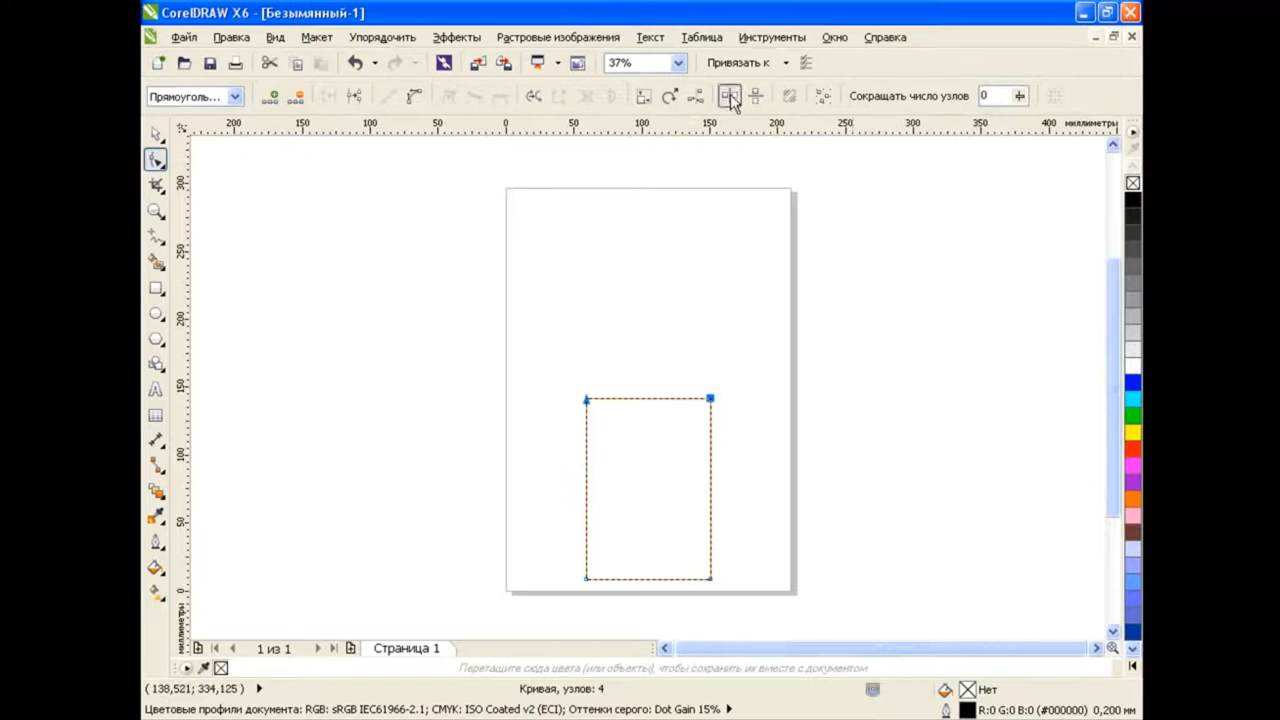 CorelDRAW X6 - [Безымянный-1]
Файл Правка Вид Макет Упорядочить Эффекты Растровые изображения Текст Таблица Инструменты Окно Справка
37% Привязать к
Прямоуголь... Сокращать число узлов 0
200 150 100 50 0 50 100 150 200 250 300 350 400 миллиметры
300
250
200
150
100
50
0
миллиметры
1 из 1 Страница 1
Перетащите сюда цвета (или объекты), чтобы сохранить их вместе с документом
( 138,521; 334,125 ) Кривая, узлов: 4 Нет
Цветовые профили документа: RGB: sRGB IEC61966-2.1; CMYK: ISO Coated v2 (ECI); Оттенки серого: Dot Gain 15% R:0 G:0 B:0 (#000000) 0,200 мм